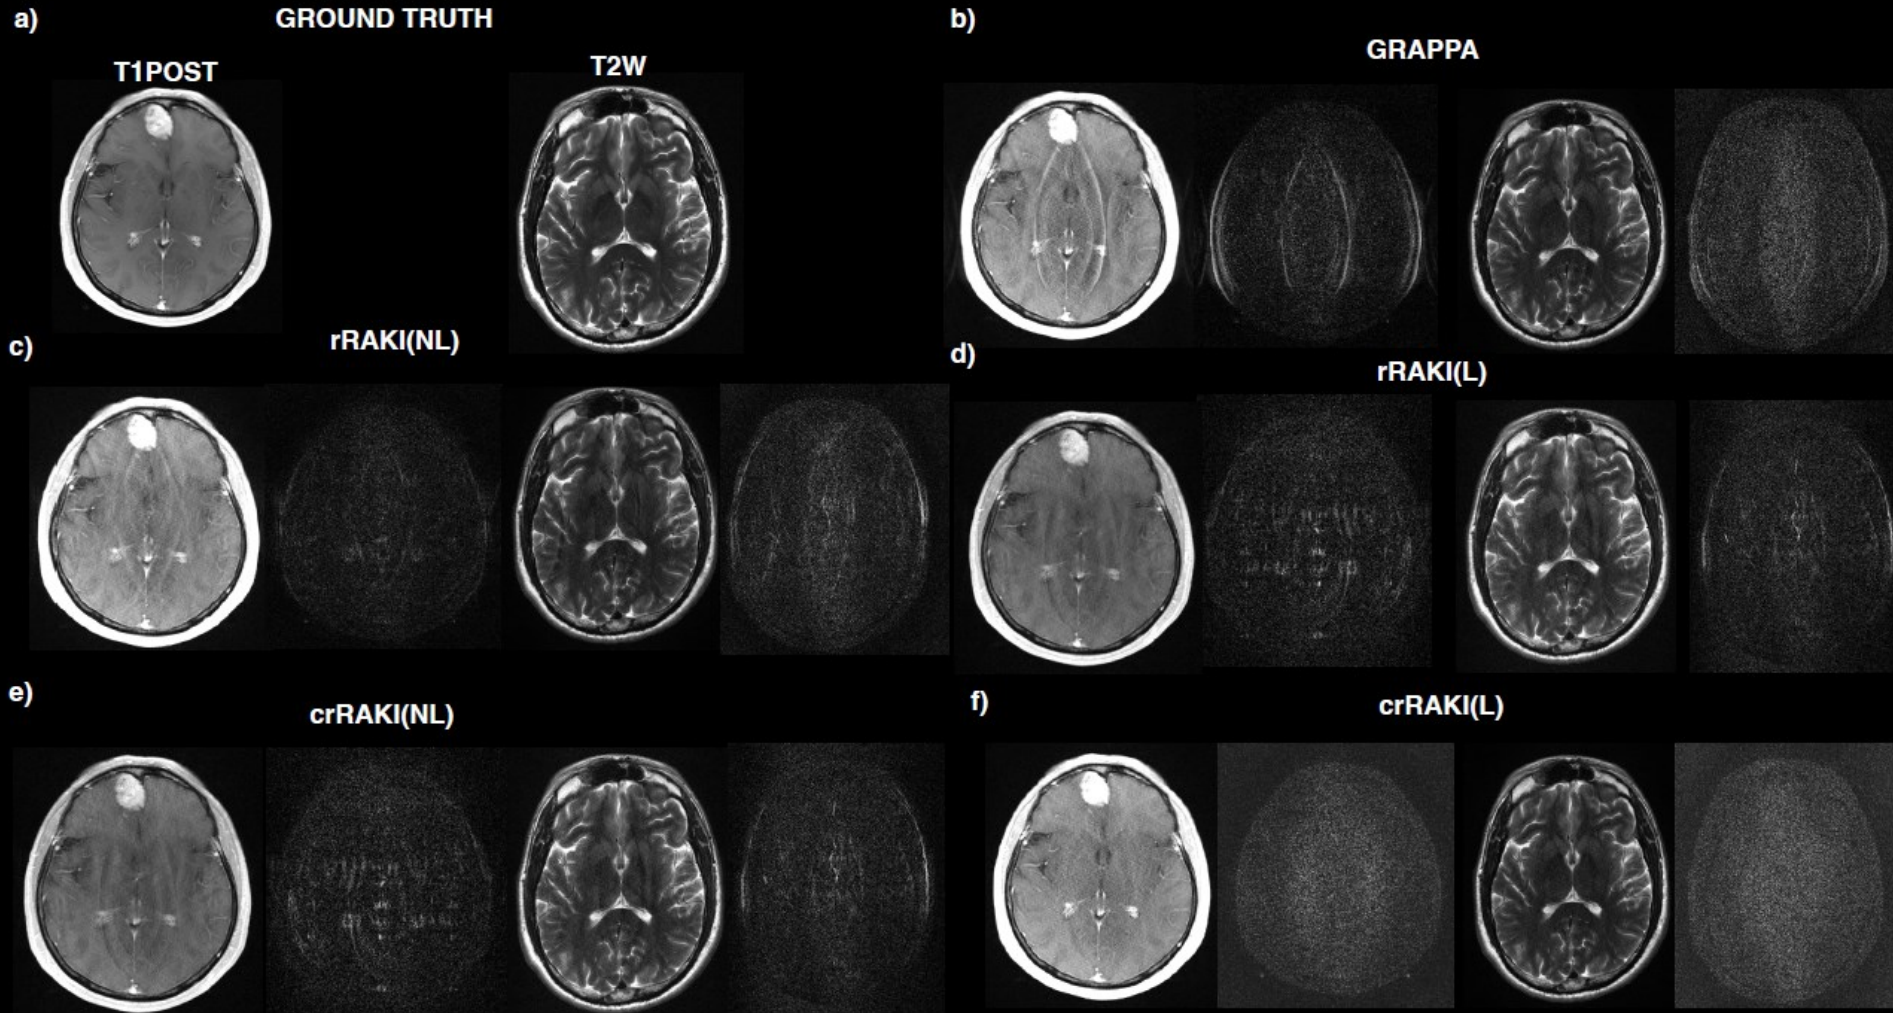 a)
GROUND TRUTH
T1POST
T2W
b)
GRAPPA
c)
rRAKI(NL)
d)
rRAKI(L)
e)
crRAKI(NL)
f)
crRAKI(L)